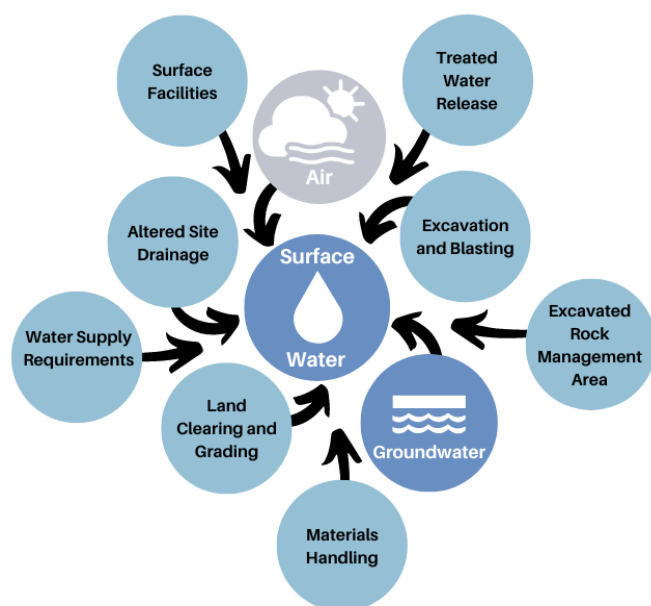 Surface
Facilities
Treated
Water
Release
Air
Altered Site
Drainage
Excavation
and Blasting
Surface
Water
Water Supply
Requirements
Excavated
Rock
Management
Area
Land
Clearing and
Grading
Groundwater
Materials
Handling